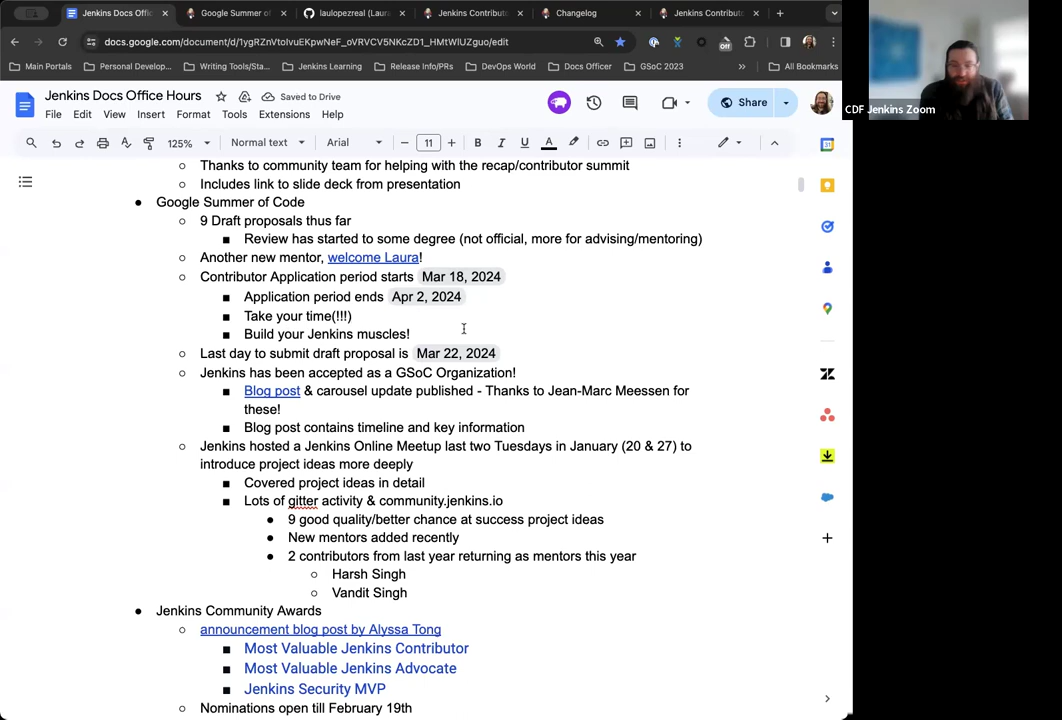 Jenkins Docs Offic
Google Summer of
laulopezreal (Laur
Jenkins Contribut
Changelog
Jenkins Contribut
docs.google.com/document/d/1ygRZnVtoIvuEKpwNeF_oVRVCV5NKcZD1_HMtWlUZguo/edit
Off
Main Portals
Personal Develop...
Writing Tools/Sta...
Jenkins Learning
Release Info/PRs
DevOps World
Docs Officer
GSoC 2023
»
All Bookmarks
CDF Jenkins Zoom
Jenkins Docs Office Hours
Saved to Drive
File Edit View Insert Format Tools Extensions Help
Share
125% Normal text Arial 11 B I U A
Thanks to community team for helping with the recap/contributor summit
Includes link to slide deck from presentation
Google Summer of Code
9 Draft proposals thus far
Review has started to some degree (not official, more for advising/mentoring)
Another new mentor, welcome Laura!
Contributor Application period starts Mar 18, 2024
Application period ends Apr 2, 2024
Take your time(!!!)
Build your Jenkins muscles!
Last day to submit draft proposal is Mar 22, 2024
Jenkins has been accepted as a GSoC Organization!
Blog post & carousel update published - Thanks to Jean-Marc Meessen for
these!
Blog post contains timeline and key information
Jenkins hosted a Jenkins Online Meetup last two Tuesdays in January (20 & 27) to
introduce project ideas more deeply
Covered project ideas in detail
Lots of gitter activity & community.jenkins.io
9 good quality/better chance at success project ideas
New mentors added recently
2 contributors from last year returning as mentors this year
Harsh Singh
Vandit Singh
Jenkins Community Awards
announcement blog post by Alyssa Tong
Most Valuable Jenkins Contributor
Most Valuable Jenkins Advocate
Jenkins Security MVP
Nominations open till February 19th